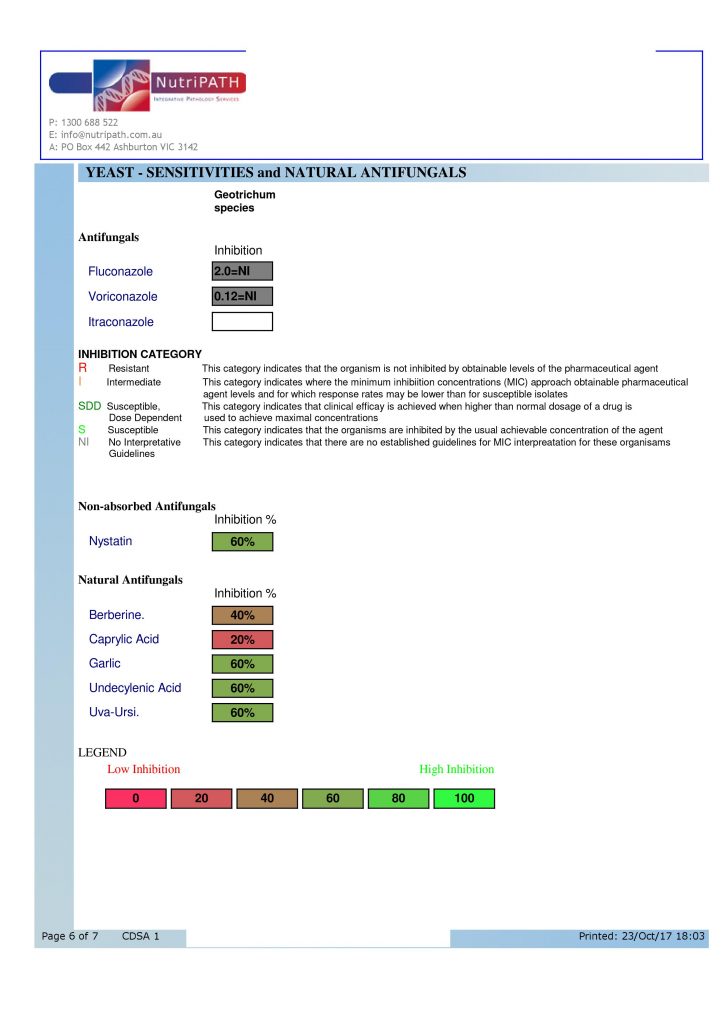 NutriPATH
INTEGRATIVE PATHOLOGY SERVICES
P: 1300 688 522
E: info@nutripath.com.au
A: PO Box 442 Ashburton VIC 3142
YEAST - SENSITIVITIES and NATURAL ANTIFUNGALS
Geotrichum
species
Antifungals
Inhibition
Fluconazole 2.0=NI
Voriconazole 0.12=NI
Itraconazole
INHIBITION CATEGORY
R Resistant This category indicates that the organism is not inhibited by obtainable levels of the pharmaceutical agent
I Intermediate This category indicates where the minimum inhibiition concentrations (MIC) approach obtainable pharmaceutical
agent levels and for which response rates may be lower than for susceptible isolates
SDD Susceptible, This category indicates that clinical efficay is achieved when higher than normal dosage of a drug is
Dose Dependent used to achieve maximal concentrations
S Susceptible This category indicates that the organisms are inhibited by the usual achievable concentration of the agent
NI No Interpretative This category indicates that there are no established guidelines for MIC interpreatation for these organisams
Guidelines
Non-absorbed Antifungals
Inhibition %
Nystatin 60%
Natural Antifungals
Inhibition %
Berberine. 40%
Caprylic Acid 20%
Garlic 60%
Undecylenic Acid 60%
Uva-Ursi. 60%
LEGEND
Low Inhibition High Inhibition
0 20 40 60 80 100
Page 6 of 7 CDSA 1 Printed: 23/Oct/17 18:03